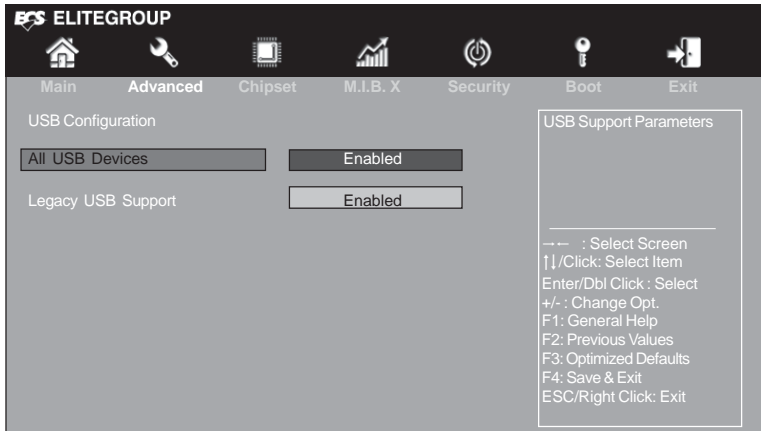 ECS ELITEGROUP
Main Advanced Chipset M.I.B. X Security Boot Exit
USB Configuration
All USB Devices Enabled
Legacy USB Support Enabled
USB Support Parameters
→← : Select Screen
↑↓/Click: Select Item
Enter/Dbl Click : Select
+/- : Change Opt.
F1: General Help
F2: Previous Values
F3: Optimized Defaults
F4: Save & Exit
ESC/Right Click: Exit